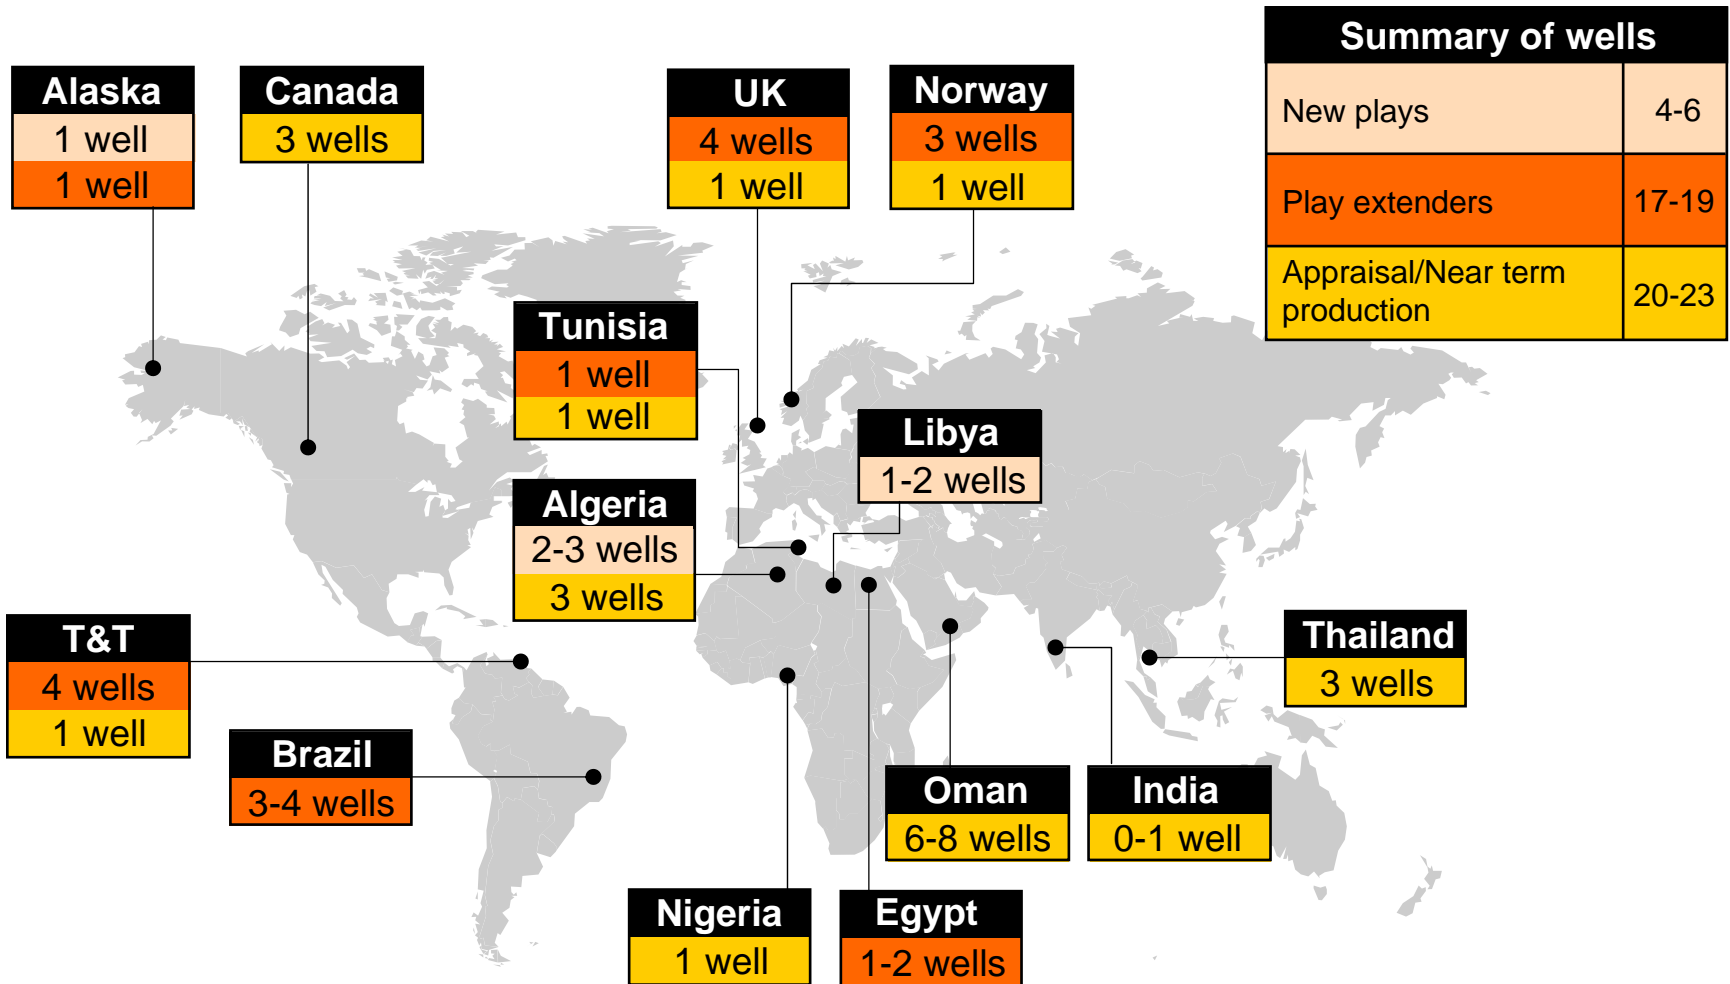 Summary of wells
New plays 4-6
Play extenders 17-19
Appraisal/Near term
production 20-23
Alaska
1 well
1 well
Canada
3 wells
UK
4 wells
1 well
Norway
3 wells
1 well
Tunisia
1 well
1 well
Libya
1-2 wells
Algeria
2-3 wells
3 wells
T&T
4 wells
1 well
Brazil
3-4 wells
Thailand
3 wells
Oman
6-8 wells
India
0-1 well
Nigeria
1 well
Egypt
1-2 wells